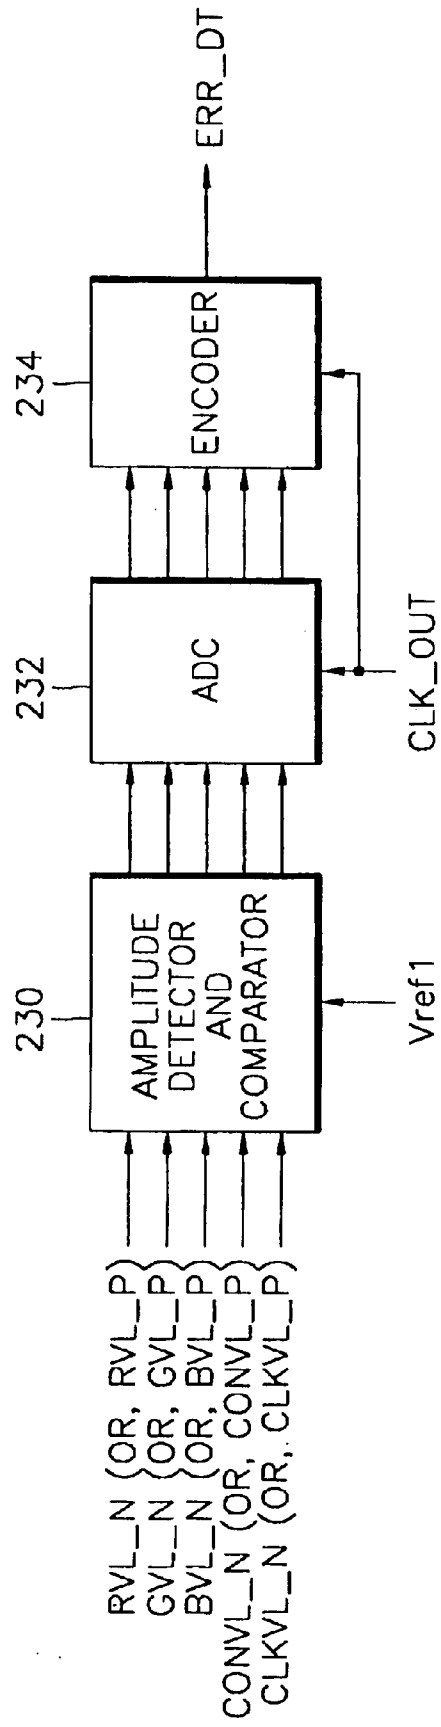 RVL_N (OR, RVL_P)
GVL_N (OR, GVL_P)
BVL_N (OR, BVL_P)
CONVL_N (OR, CONVL_P)
CLKVL_N (OR, CLKVL_P)
230
AMPLITUDE
DETECTOR
AND
COMPARATOR
Vref1
232
ADC
CLK_OUT
234
ENCODER
ERR_DT